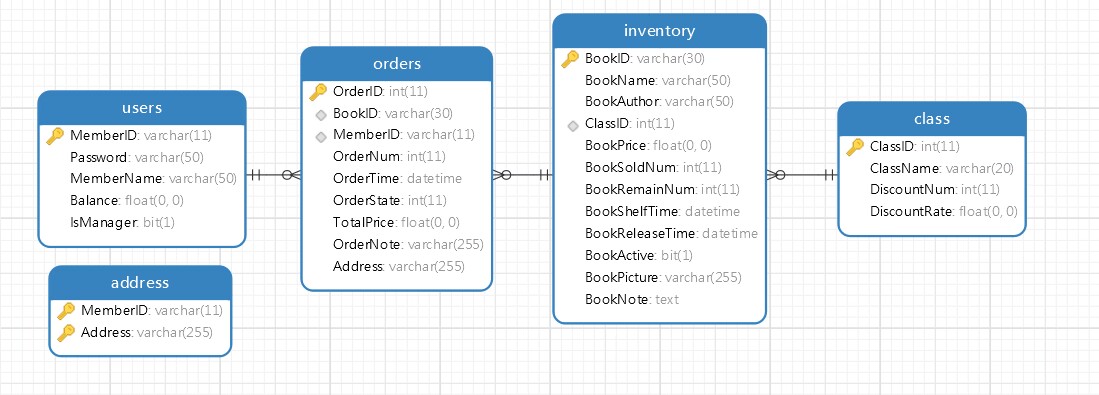 users
MemberID: varchar(11)
Password: varchar(50)
MemberName: varchar(50)
Balance: float(0, 0)
IsManager: bit(1)
address
MemberID: varchar(11)
Address: varchar(255)
orders
OrderID: int(11)
BookID: varchar(30)
MemberID: varchar(11)
OrderNum: int(11)
OrderTime: datetime
OrderState: int(11)
TotalPrice: float(0, 0)
OrderNote: varchar(255)
Address: varchar(255)
inventory
BookID: varchar(30)
BookName: varchar(50)
BookAuthor: varchar(50)
ClassID: int(11)
BookPrice: float(0, 0)
BookSoldNum: int(11)
BookRemainNum: int(11)
BookShelfTime: datetime
BookReleaseTime: datetime
BookActive: bit(1)
BookPicture: varchar(255)
BookNote: text
class
ClassID: int(11)
ClassName: varchar(20)
DiscountNum: int(11)
DiscountRate: float(0, 0)